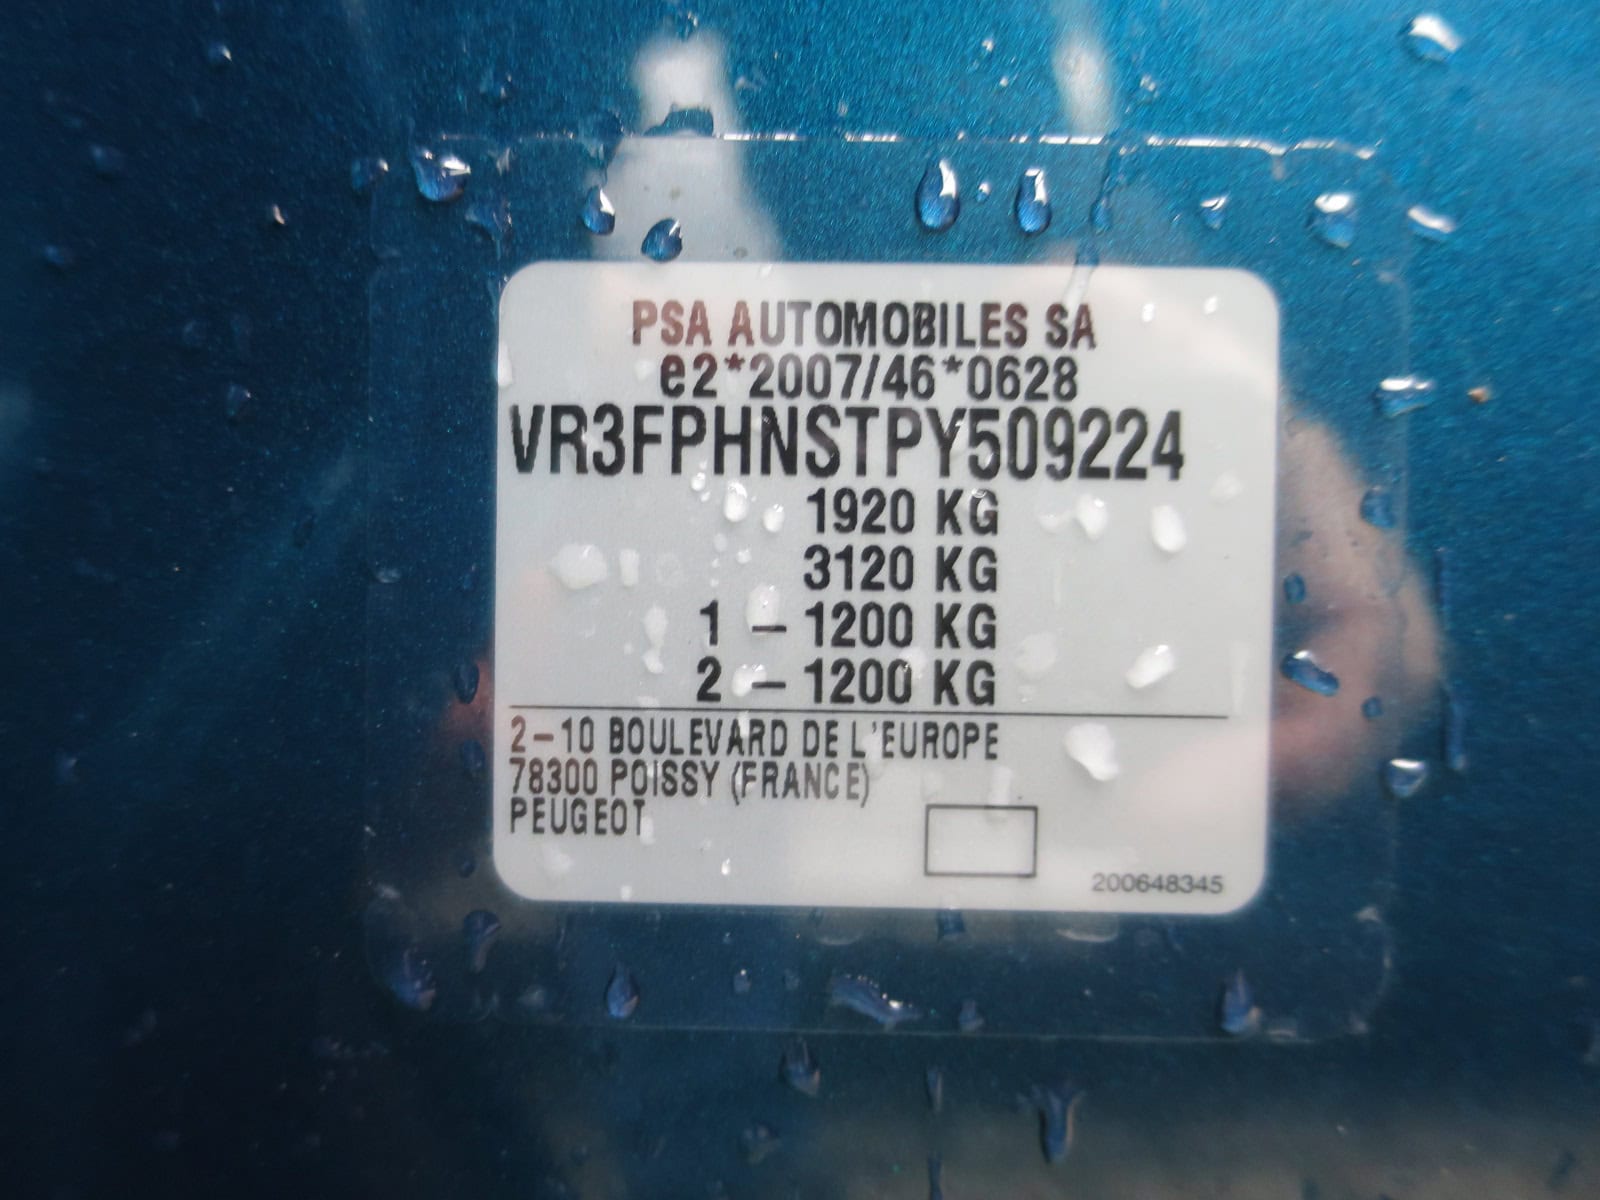 PSA AUTOMOBILES SA
e2*2007/46*0628
VR3FPHNSTPY509224
1920 KG
3120 KG
1 – 1200 KG
2 – 1200 KG
2–10 BOULEVARD DE L'EUROPE
78300 POISSY (FRANCE)
PEUGEOT
200648345